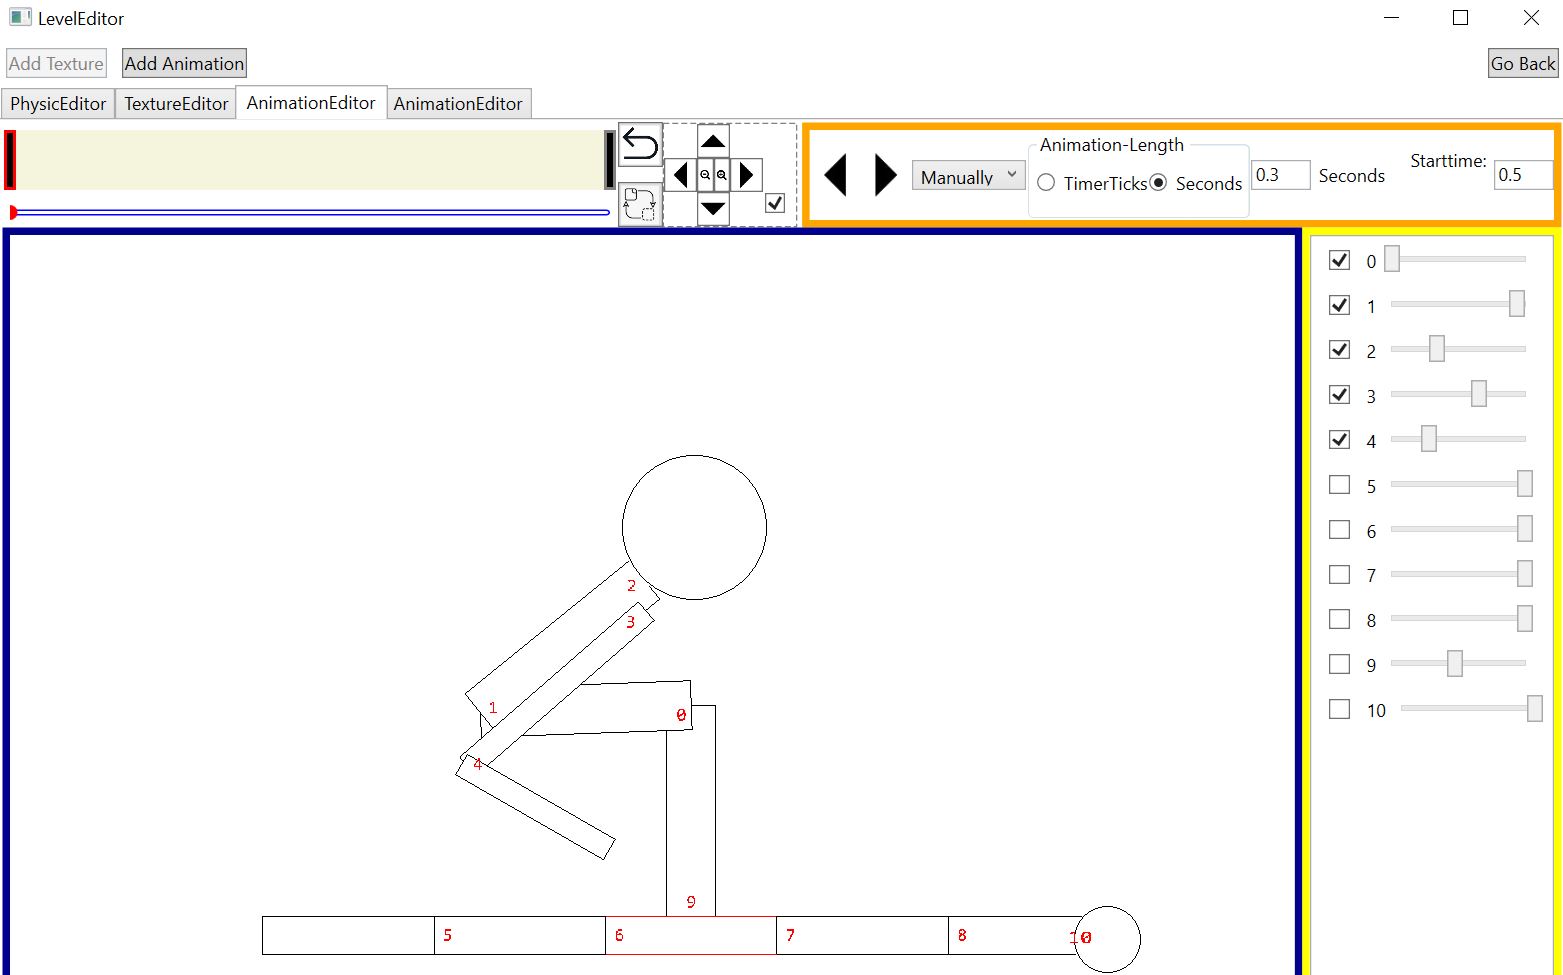 LevelEditor
Add Texture Add Animation Go Back
PhysicEditor TextureEditor AnimationEditor AnimationEditor
Animation-Length
Manually TimerTicks Seconds 0.3 Seconds Starttime: 0.5
0
1
2
3
4
5
6
7
8
9
10
2
3
1
0
4
9
5 6 7 8 10